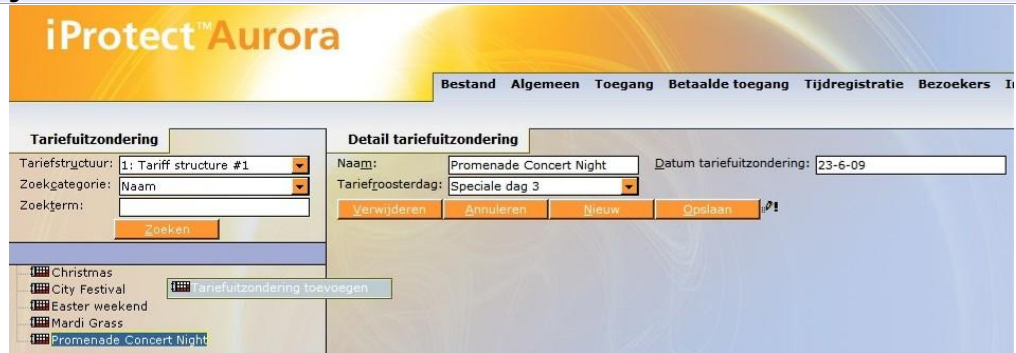 iProtect™Aurora
Bestand Algemeen Toegang Betaalde toegang Tijdregistratie Bezoekers
Tariefuitzondering
Tariefstructuur: 1: Tariff structure #1
Zoekcategorie: Naam
Zoekterm:
Zoeken
Christmas
City Festival
Tariefuitzondering toevoegen
Easter weekend
Mardi Grass
Promenade Concert Night
Detail tariefuitzondering
Naam: Promenade Concert Night Datum tariefuitzondering: 23-6-09
Tariefroosterdag: Speciale dag 3
Verwijderen Annuleren Nieuw Opslaan